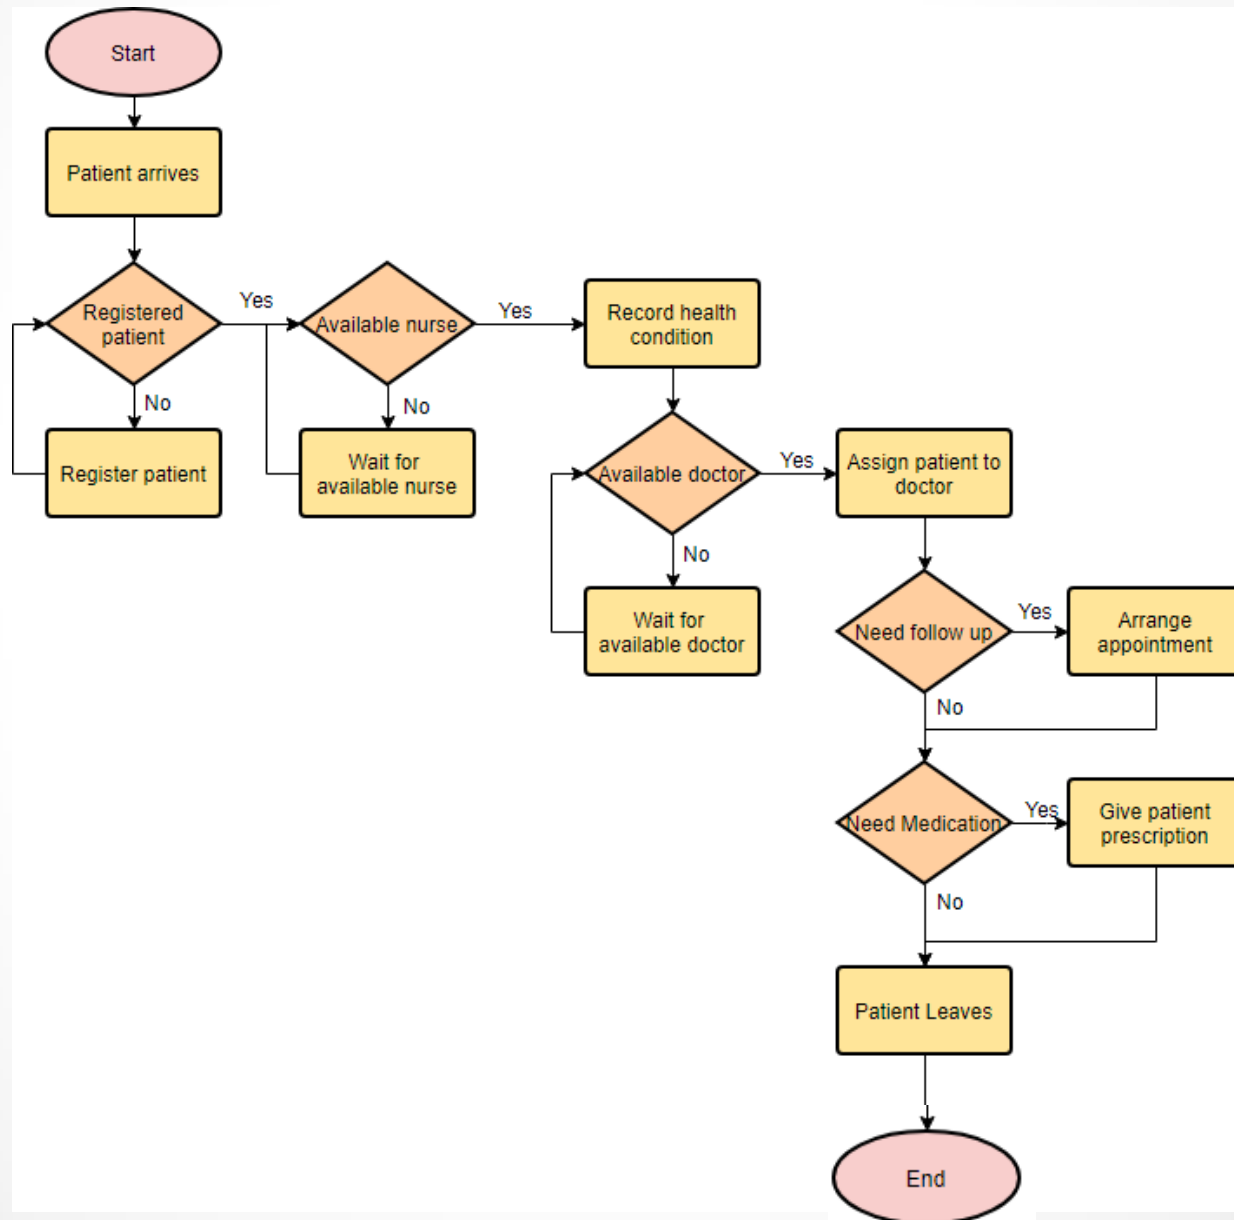 Start
Patient arrives
Registered
patient
Yes
No
Register patient
Available nurse
Yes
No
Wait for
available nurse
Record health
condition
Available doctor
Yes
No
Wait for
available doctor
Assign patient to
doctor
Need follow up
Yes
No
Arrange
appointment
Need Medication
Yes
No
Give patient
prescription
Patient Leaves
End